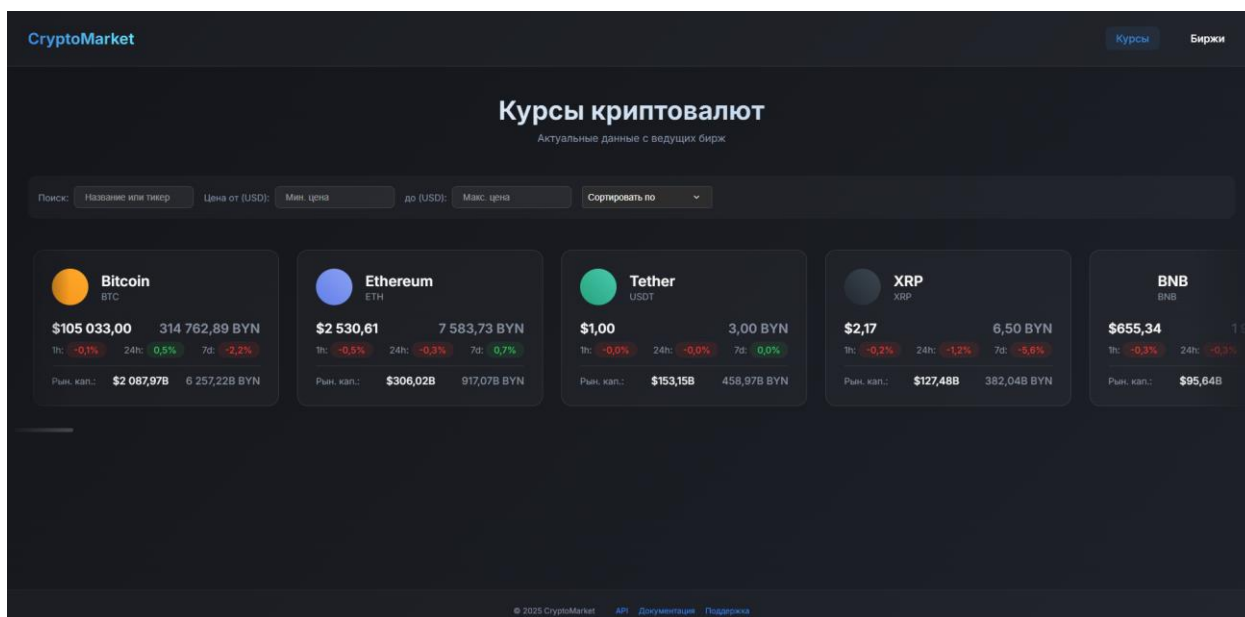 CryptoMarket Курсы Биржи
Курсы криптовалют
Актуальные данные с ведущих бирж
Поиск: Название или тикер Цена от (USD): Мин. цена до (USD): Макс. цена Сортировать по
Bitcoin
BTC
$105 033,00 314 762,89 BYN
1h: -0,1% 24h: 0,5% 7d: -2,2%
Рын. кап.: $2 087,97B 6 257,22B BYN
Ethereum
ETH
$2 530,61 7 583,73 BYN
1h: -0,5% 24h: -0,3% 7d: 0,7%
Рын. кап.: $306,02B 917,07B BYN
Tether
USDT
$1,00 3,00 BYN
1h: -0,0% 24h: -0,0% 7d: 0,0%
Рын. кап.: $153,15B 458,97B BYN
XRP
XRP
$2,17 6,50 BYN
1h: -0,2% 24h: -1,2% 7d: -5,6%
Рын. кап.: $127,48B 382,04B BYN
BNB
BNB
$655,34
1h: -0,3% 24h: -0,3%
Рын. кап.: $95,64B
© 2025 CryptoMarket API Документация Поддержка